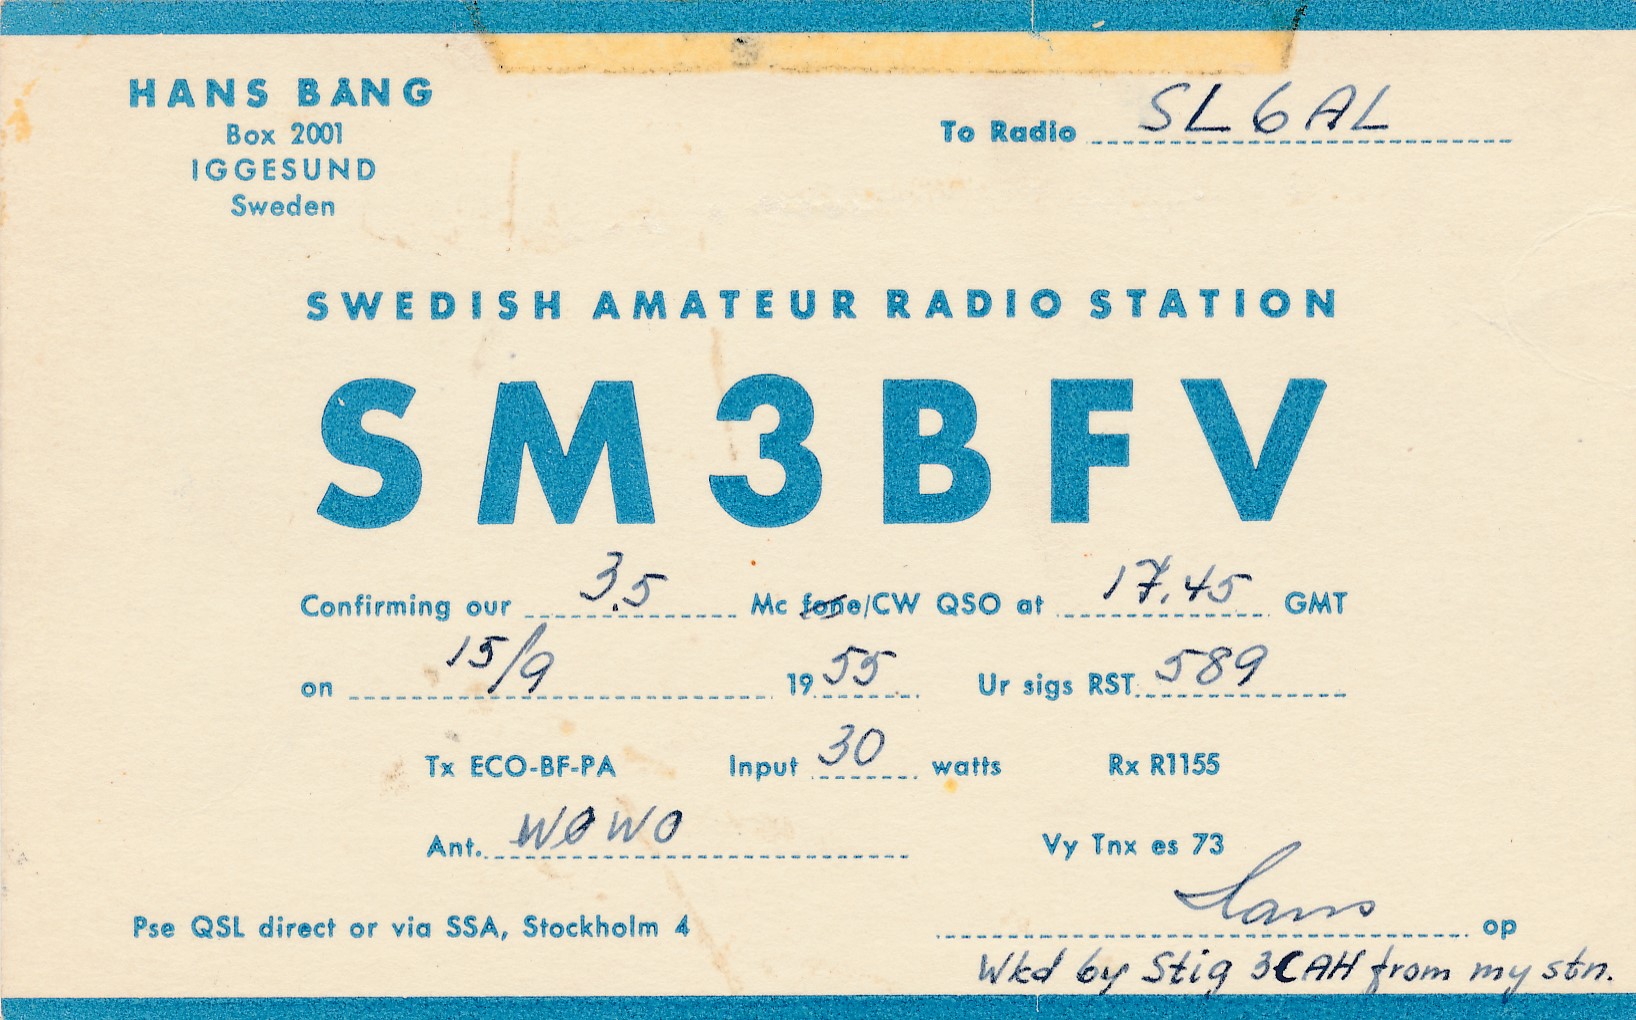 HANS BÅNG
Box 2001
IGGESUND
Sweden
To Radio SL6AL
SWEDISH AMATEUR RADIO STATION
SM3BFV
Confirming our 3.5 Mc fone/CW QSO at 17.45 GMT
on 15/9 1955 Ur sigs RST 589
Tx ECO-BF-PA Input 30 watts Rx R1155
Ant. W0W0 Vy Tnx es 73
Hans
Pse QSL direct or via SSA, Stockholm 4 op
Wkd by Stig 3CAH from my stn.